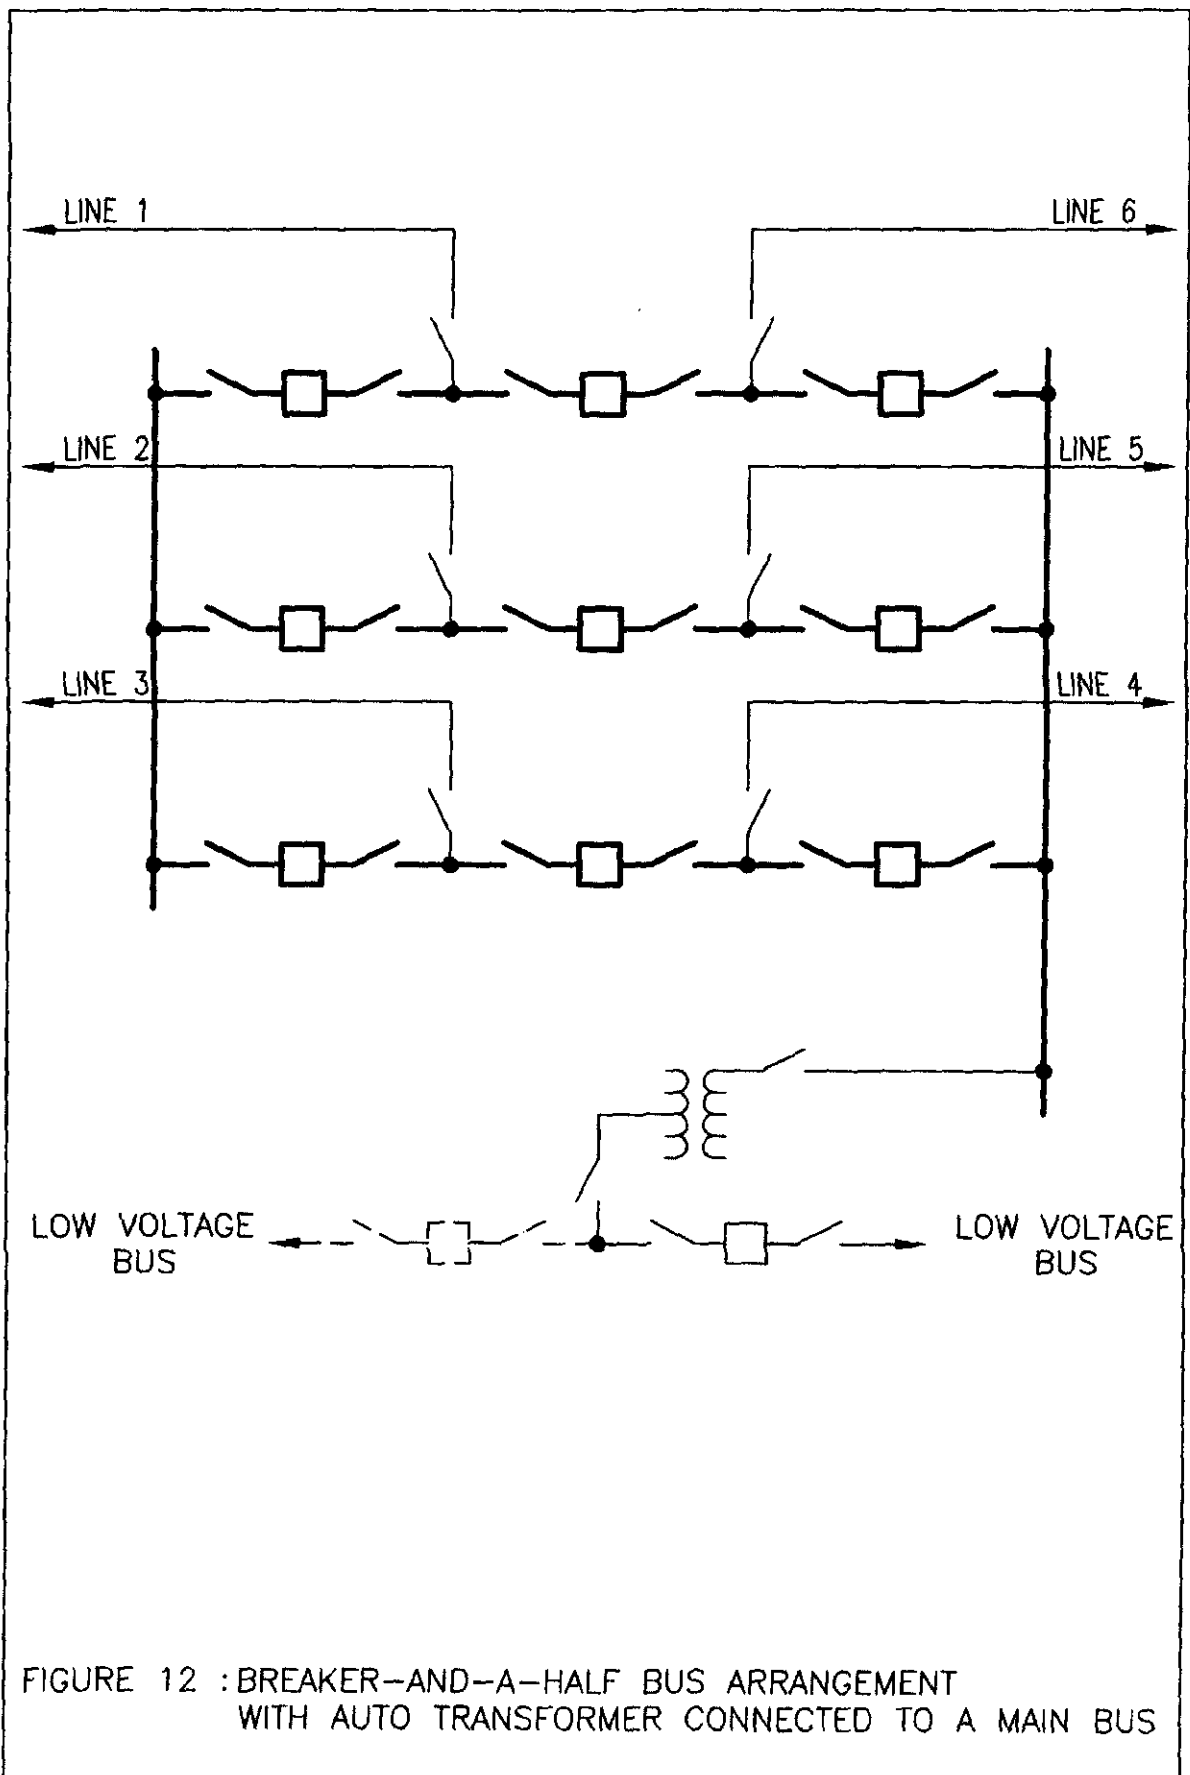 LINE 1
LINE 6
LINE 2
LINE 5
LINE 3
LINE 4
LOW VOLTAGE
BUS
LOW VOLTAGE
BUS
FIGURE 12 : BREAKER-AND-A-HALF BUS ARRANGEMENT
WITH AUTO TRANSFORMER CONNECTED TO A MAIN BUS